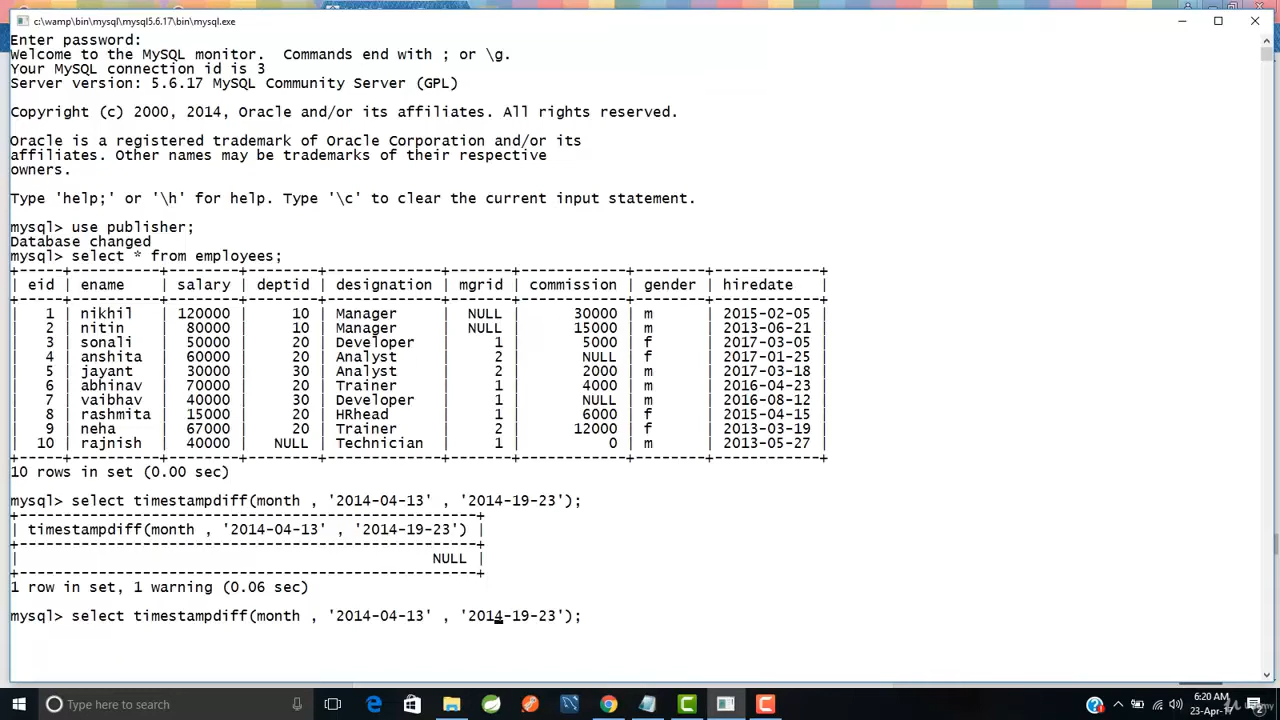 c:\wamp\bin\mysql\mysql5.6.17\bin\mysql.exe
Enter password:
Welcome to the MySQL monitor.  Commands end with ; or \g.
Your MySQL connection id is 3
Server version: 5.6.17 MySQL Community Server (GPL)
Copyright (c) 2000, 2014, Oracle and/or its affiliates. All rights reserved.
Oracle is a registered trademark of Oracle Corporation and/or its
affiliates. Other names may be trademarks of their respective
owners.
Type 'help;' or '\h' for help. Type '\c' to clear the current input statement.
mysql> use publisher;
Database changed
mysql> select * from employees;
+-----+----------+--------+--------+-------------+-------+------------+--------+------------+
| eid | ename    | salary | deptid | designation | mgrid | commission | gender | hiredate   |
+-----+----------+--------+--------+-------------+-------+------------+--------+------------+
|   1 | nikhil   | 120000 |     10 | Manager     |  NULL |      30000 | m      | 2015-02-05 |
|   2 | nitin    |  80000 |     10 | Manager     |  NULL |      15000 | m      | 2013-06-21 |
|   3 | sonali   |  50000 |     20 | Developer   |     1 |       5000 | f      | 2017-03-05 |
|   4 | anshita  |  60000 |     20 | Analyst     |     2 |       NULL | f      | 2017-01-25 |
|   5 | jayant   |  30000 |     30 | Analyst     |     2 |       2000 | m      | 2017-03-18 |
|   6 | abhinav  |  70000 |     20 | Trainer     |     1 |       4000 | m      | 2016-04-23 |
|   7 | vaibhav  |  40000 |     30 | Developer   |     1 |       NULL | m      | 2016-08-12 |
|   8 | rashmita |  15000 |     20 | HRhead      |     1 |       6000 | f      | 2015-04-15 |
|   9 | neha     |  67000 |     20 | Trainer     |     2 |      12000 | f      | 2013-03-19 |
|  10 | rajnish  |  40000 |   NULL | Technician  |     1 |          0 | m      | 2013-05-27 |
+-----+----------+--------+--------+-------------+-------+------------+--------+------------+
10 rows in set (0.00 sec)
mysql> select timestampdiff(month , '2014-04-13' , '2014-19-23');
+----------------------------------------------------+
| timestampdiff(month , '2014-04-13' , '2014-19-23') |
+----------------------------------------------------+
|                                               NULL |
+----------------------------------------------------+
1 row in set, 1 warning (0.06 sec)
mysql> select timestampdiff(month , '2014-04-13' , '2014-19-23');
Type here to search
6:20 AM